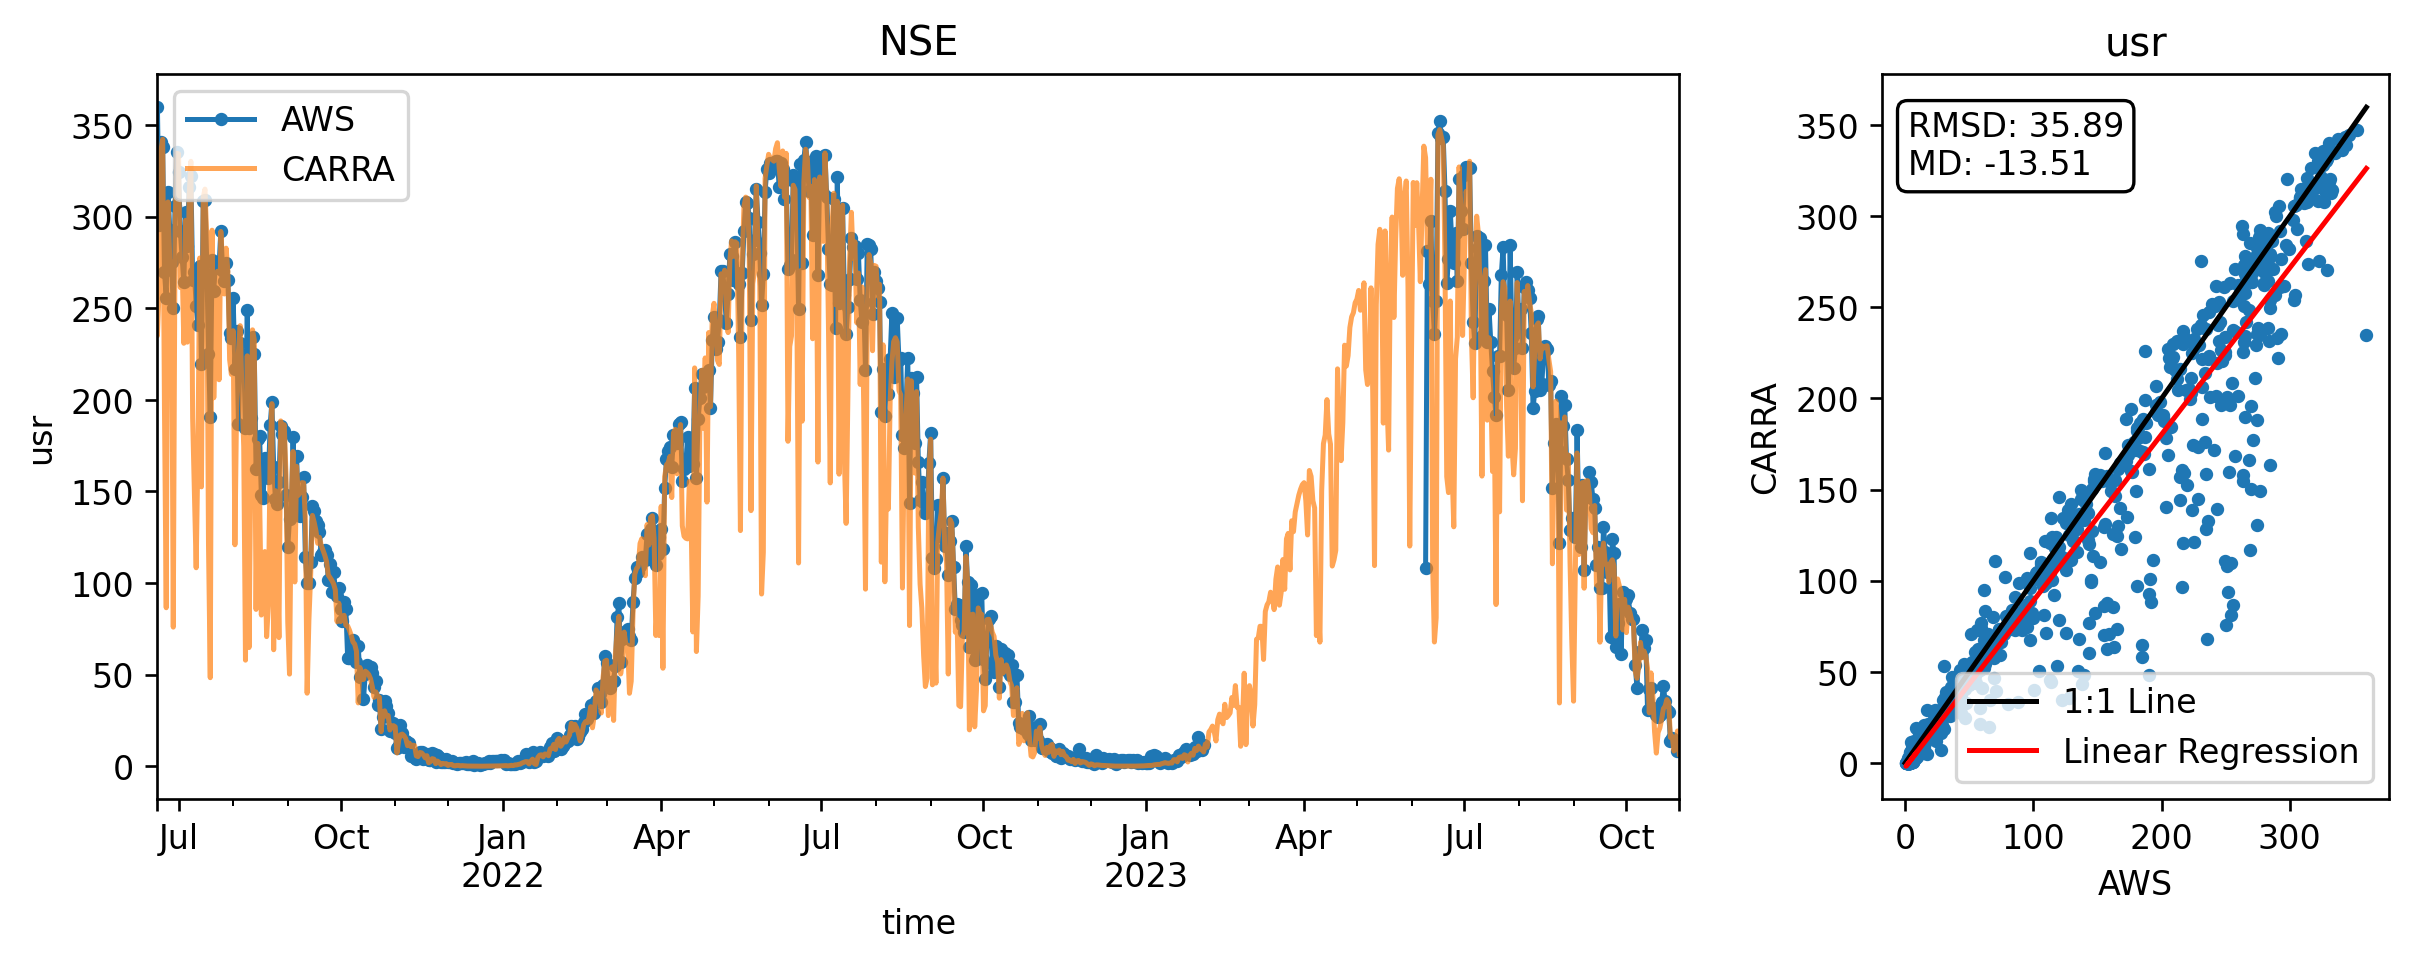 NSE
AWS
CARRA
usr
350
300
250
200
150
100
50
0
Jul
Oct
Jan
2022
Apr
Jul
Oct
Jan
2023
Apr
Jul
Oct
time
usr
RMSD: 35.89
MD: -13.51
CARRA
350
300
250
200
150
100
50
0
1:1 Line
Linear Regression
0
100
200
300
AWS